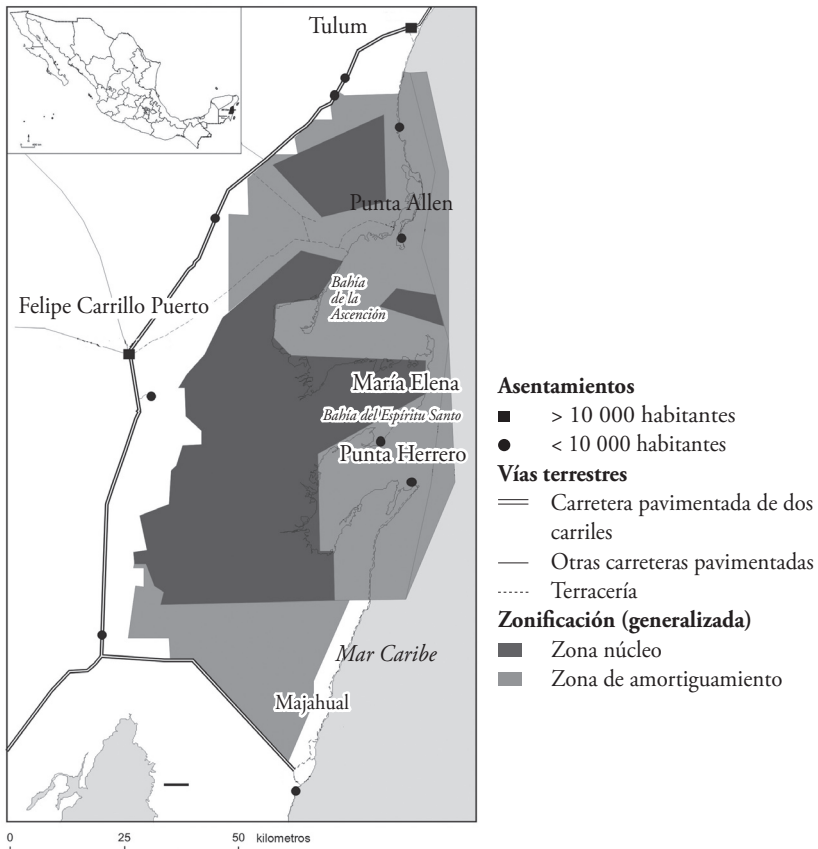 Tulum
Punta Allen
Bahía
de la
Ascención
Felipe Carrillo Puerto
María Elena
Bahía del Espíritu Santo
Punta Herrero
Mar Caribe
Majahual
0 25 50 kilometros
Asentamientos
> 10 000 habitantes
< 10 000 habitantes
Vías terrestres
Carretera pavimentada de dos
carriles
Otras carreteras pavimentadas
Terracería
Zonificación (generalizada)
Zona núcleo
Zona de amortiguamiento